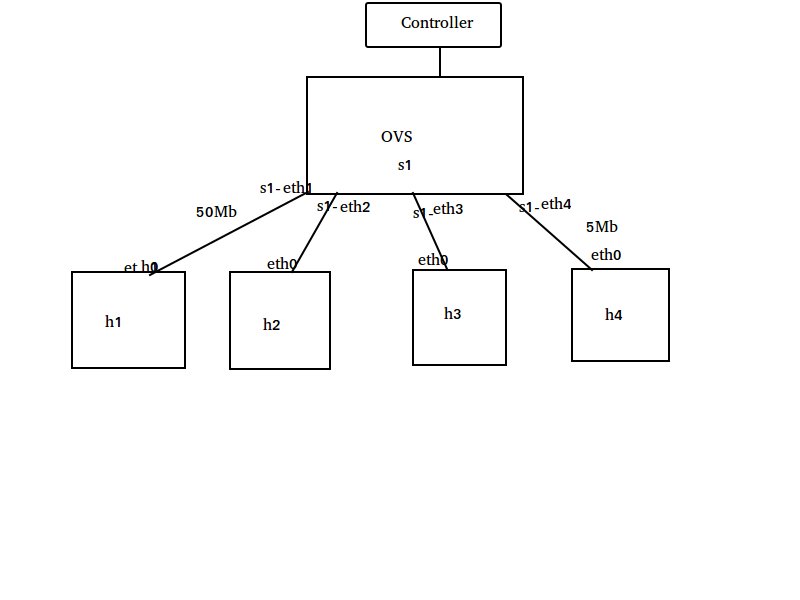 Controller
OVS
s1
s1-eth1
s1-eth2
s1-eth3
s1-eth4
50Mb
5Mb
eth0
eth0
eth0
eth0
h1
h2
h3
h4